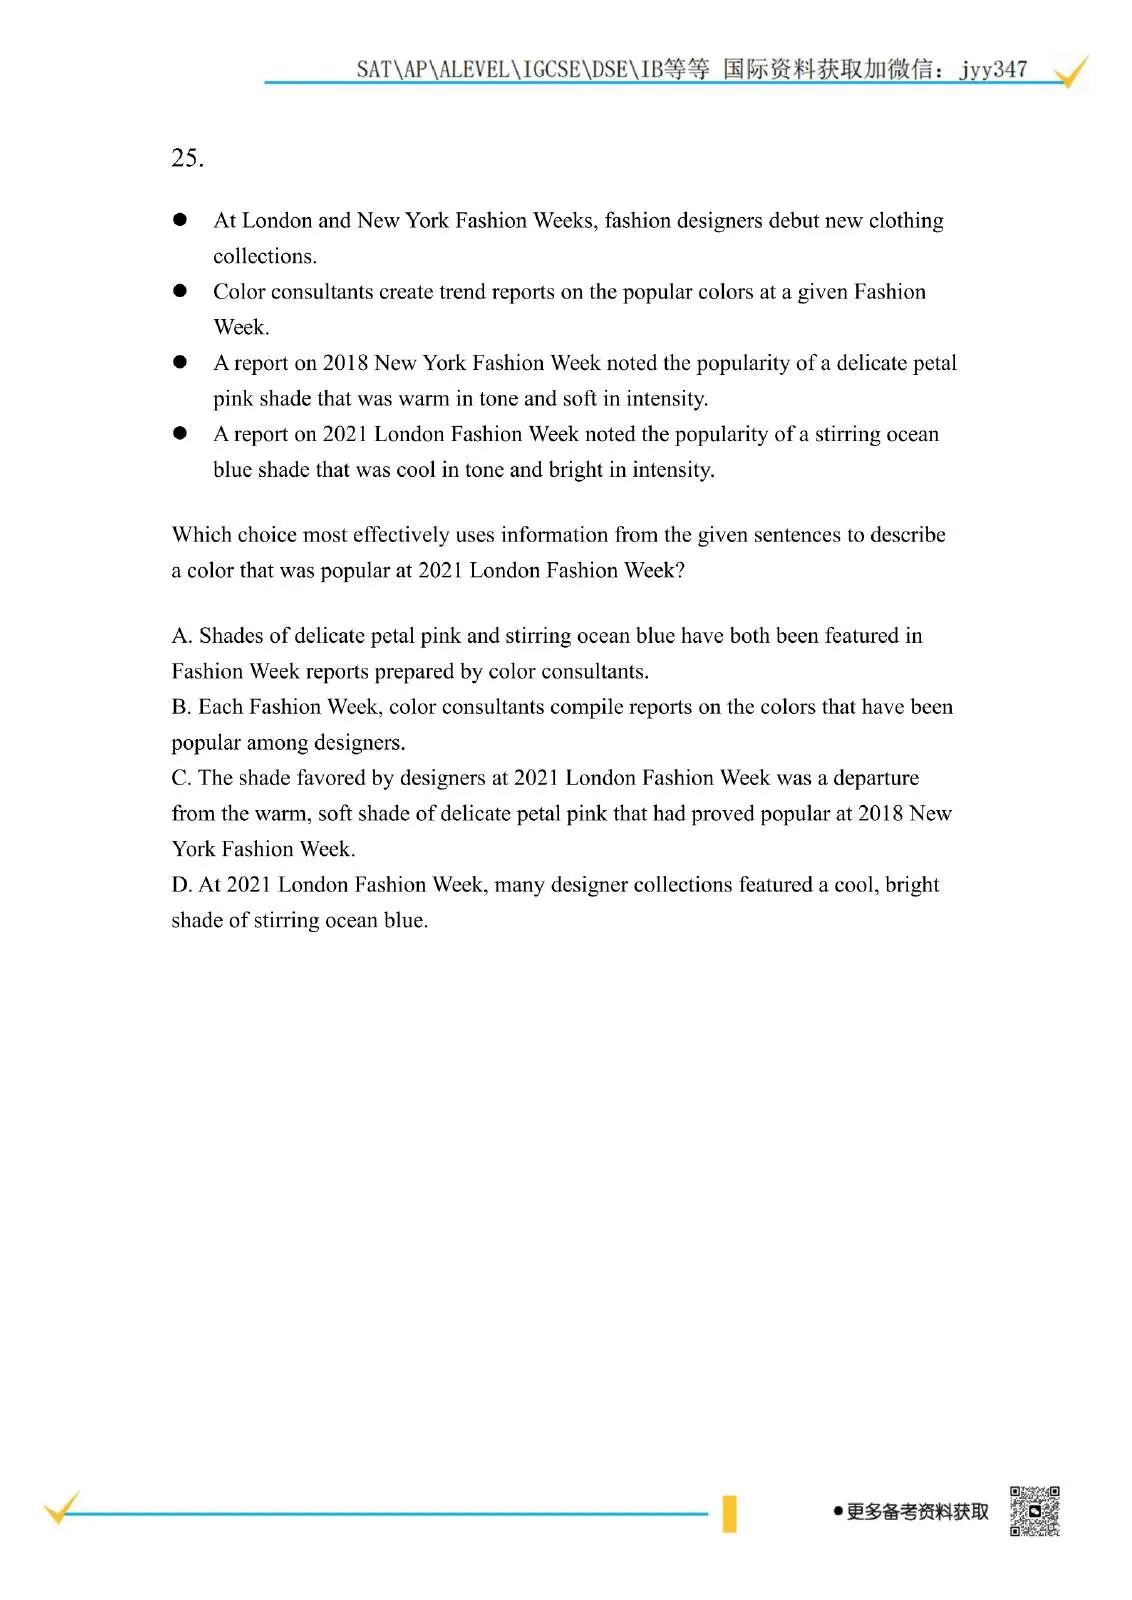 SAT\AP\ALEVEL\IGCSE\DSE\IB等等 国际资料获取加微信：jyy347
25.
● At London and New York Fashion Weeks, fashion designers debut new clothing
collections.
● Color consultants create trend reports on the popular colors at a given Fashion
Week.
● A report on 2018 New York Fashion Week noted the popularity of a delicate petal
pink shade that was warm in tone and soft in intensity.
● A report on 2021 London Fashion Week noted the popularity of a stirring ocean
blue shade that was cool in tone and bright in intensity.
Which choice most effectively uses information from the given sentences to describe
a color that was popular at 2021 London Fashion Week?
A. Shades of delicate petal pink and stirring ocean blue have both been featured in
Fashion Week reports prepared by color consultants.
B. Each Fashion Week, color consultants compile reports on the colors that have been
popular among designers.
C. The shade favored by designers at 2021 London Fashion Week was a departure
from the warm, soft shade of delicate petal pink that had proved popular at 2018 New
York Fashion Week.
D. At 2021 London Fashion Week, many designer collections featured a cool, bright
shade of stirring ocean blue.
●更多备考资料获取